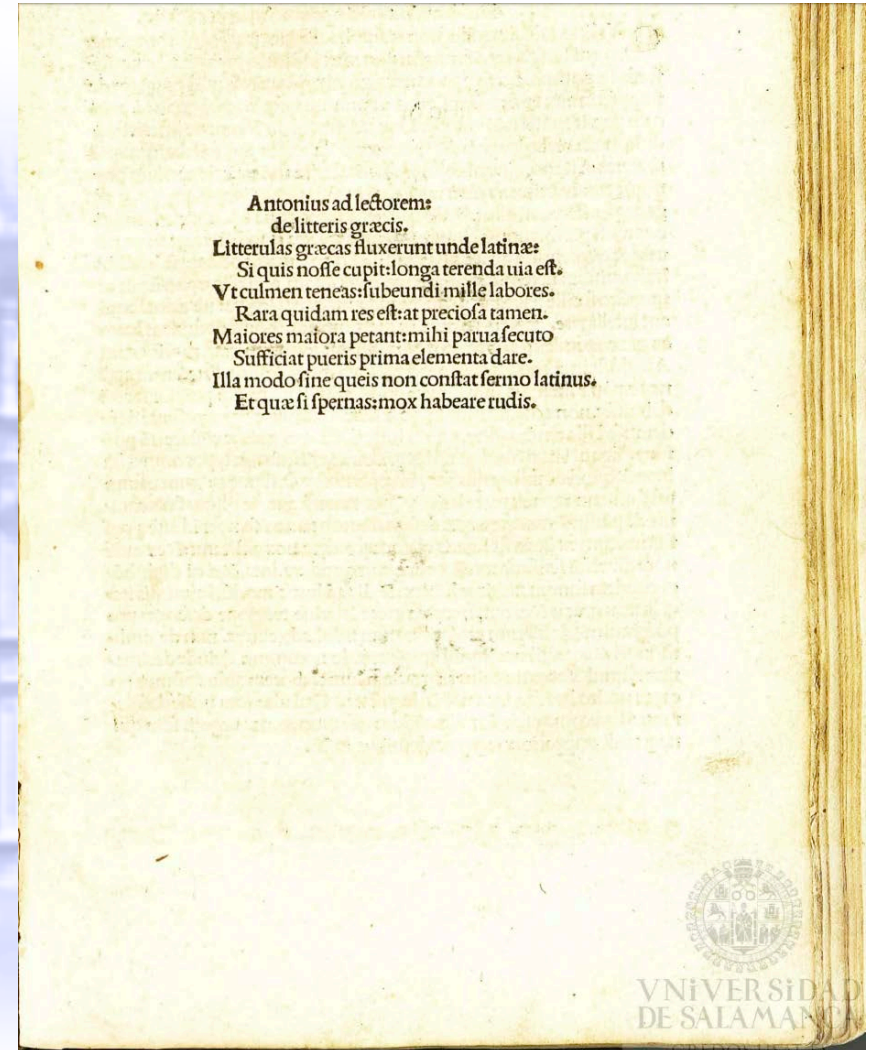 Antonius ad lectorem:
de litteris græcis.
Litterulas græcas fluxerunt unde latinæ:
Si quis noſſe cupit: longa terenda uia eſt.
Vt culmen teneas: ſubeundi mille labores.
Rara quidam res eſt: at precioſa tamen.
Maiores maiora petant: mihi parua ſecuto
Sufficiat pueris prima elementa dare.
Illa modo ſine queis non conſtat ſermo latinus.
Et quæ ſi ſpernas: mox habeare rudis.
VNiVERSiDAD
DE SALAMANCA